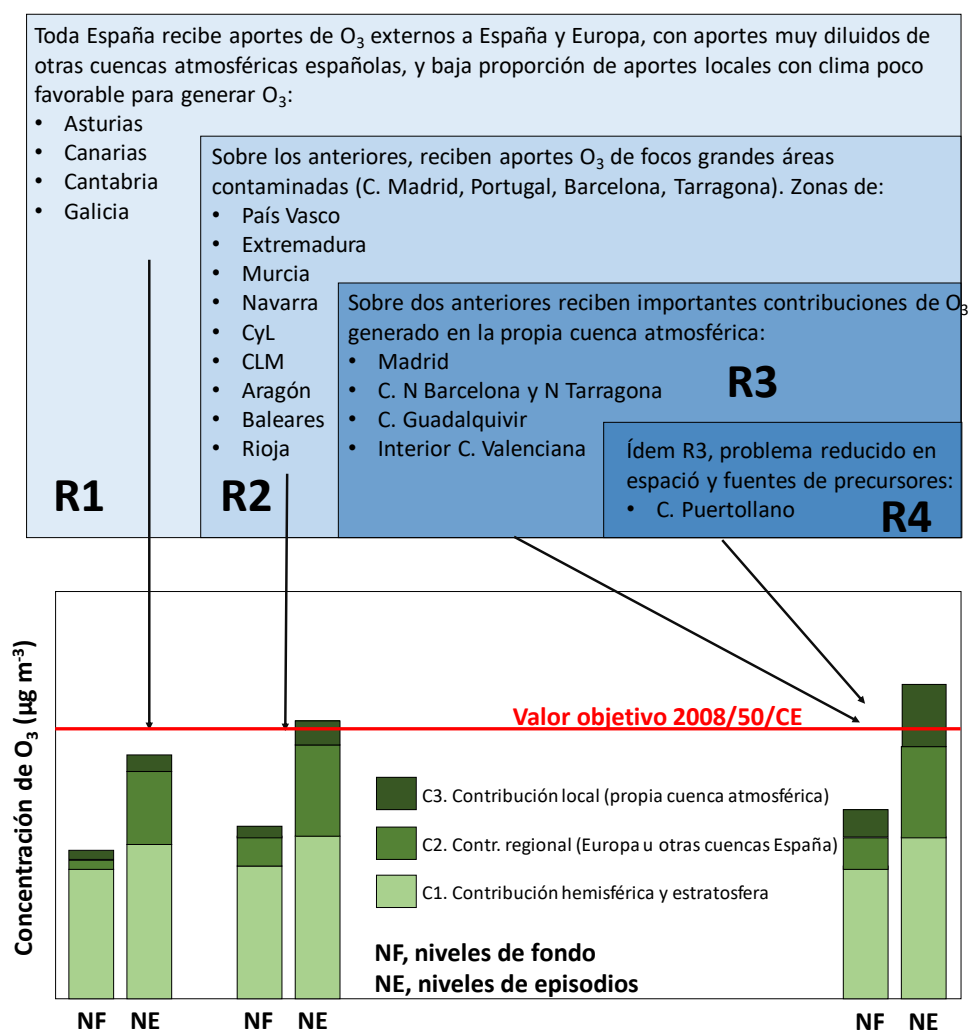 Toda España recibe aportes de O3 externos a España y Europa, con aportes muy diluidos de
otras cuencas atmosféricas españolas, y baja proporción de aportes locales con clima poco
favorable para generar O3:
• Asturias
• Canarias
• Cantabria
• Galicia
R1
Sobre los anteriores, reciben aportes O3 de focos grandes áreas
contaminadas (C. Madrid, Portugal, Barcelona, Tarragona). Zonas de:
• País Vasco
• Extremadura
• Murcia
• Navarra
• CyL
• CLM
• Aragón
• Baleares
• Rioja
R2
Sobre dos anteriores reciben importantes contribuciones de O3
generado en la propia cuenca atmosférica:
• Madrid
• C. N Barcelona y N Tarragona
• C. Guadalquivir
• Interior C. Valenciana
R3
Ídem R3, problema reducido en
espació y fuentes de precursores:
• C. Puertollano
R4
Concentración de O3 (µg m-3)
Valor objetivo 2008/50/CE
C3. Contribución local (propia cuenca atmosférica)
C2. Contr. regional (Europa u otras cuencas España)
C1. Contribución hemisférica y estratosfera
NF, niveles de fondo
NE, niveles de episodios
NF NE NF NE NF NE